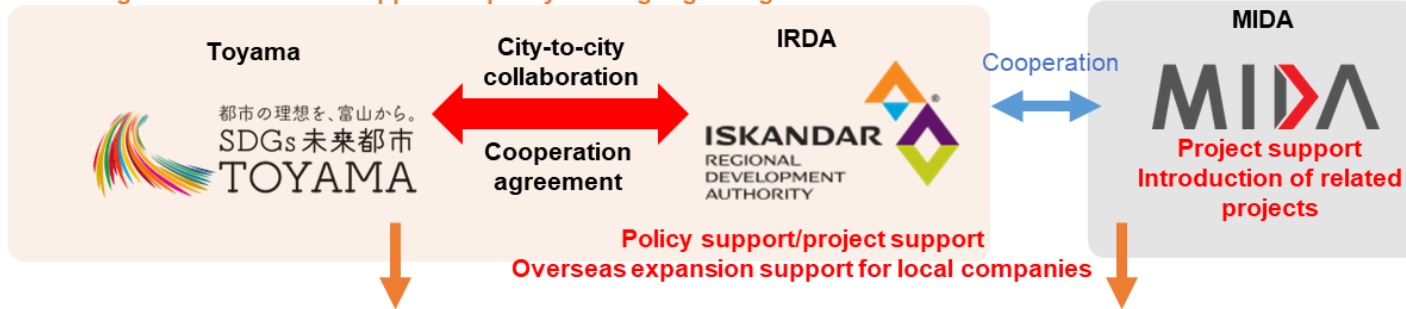 Toyama
City-to-city
collaboration
IRDA
MIDA
Cooperation
都市の理想を、富山から。
SDGs未来都市
TOYAMA
Cooperation
agreement
ISKANDAR
REGIONAL
DEVELOPMENT
AUTHORITY
®
MIDA
Project support
Introduction of related
projects
Policy support/project support
Overseas expansion support for local companies